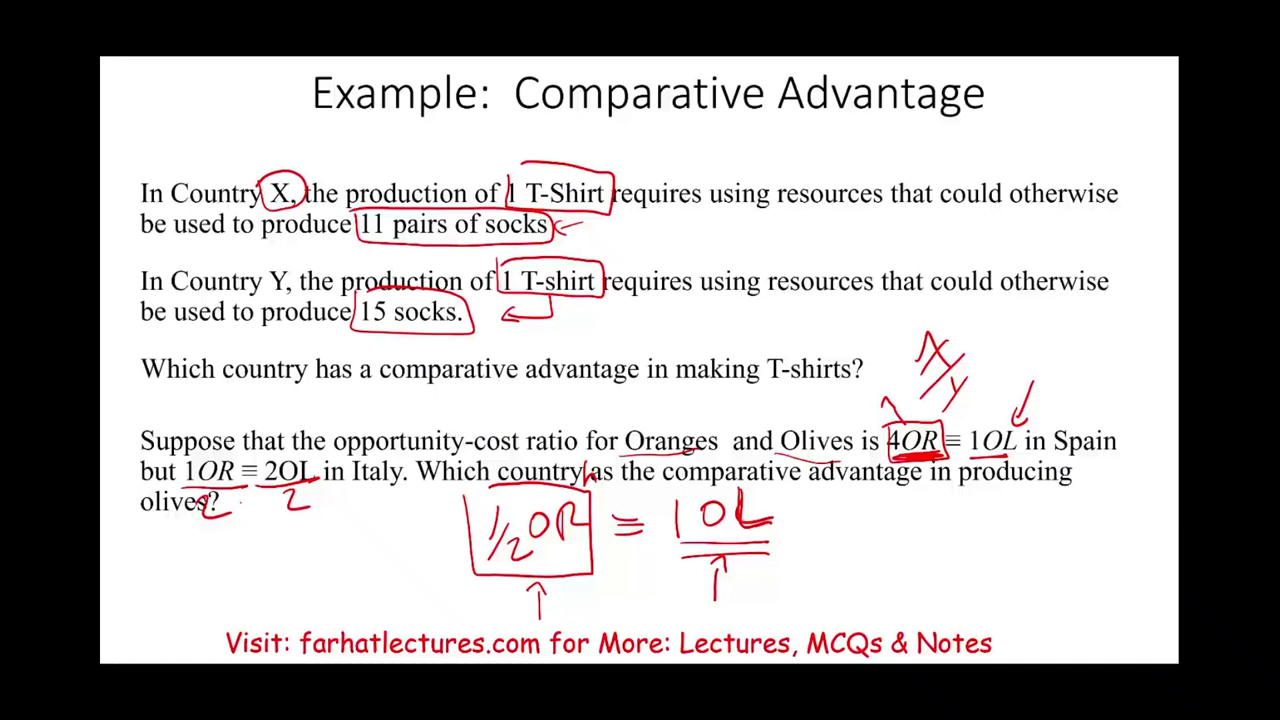 Example: Comparative Advantage
In Country X, the production of 1 T-Shirt requires using resources that could otherwise
be used to produce 11 pairs of socks
In Country Y, the production of 1 T-shirt requires using resources that could otherwise
be used to produce 15 socks.
X/Y
Which country has a comparative advantage in making T-shirts?
Suppose that the opportunity-cost ratio for Oranges and Olives is 4OR ≡ 1OL in Spain
but 1OR ≡ 2OL in Italy. Which country has the comparative advantage in producing
olives?
2 2
1/2 OR ≡ 1 OL
Visit: farhatlectures.com for More: Lectures, MCQs & Notes